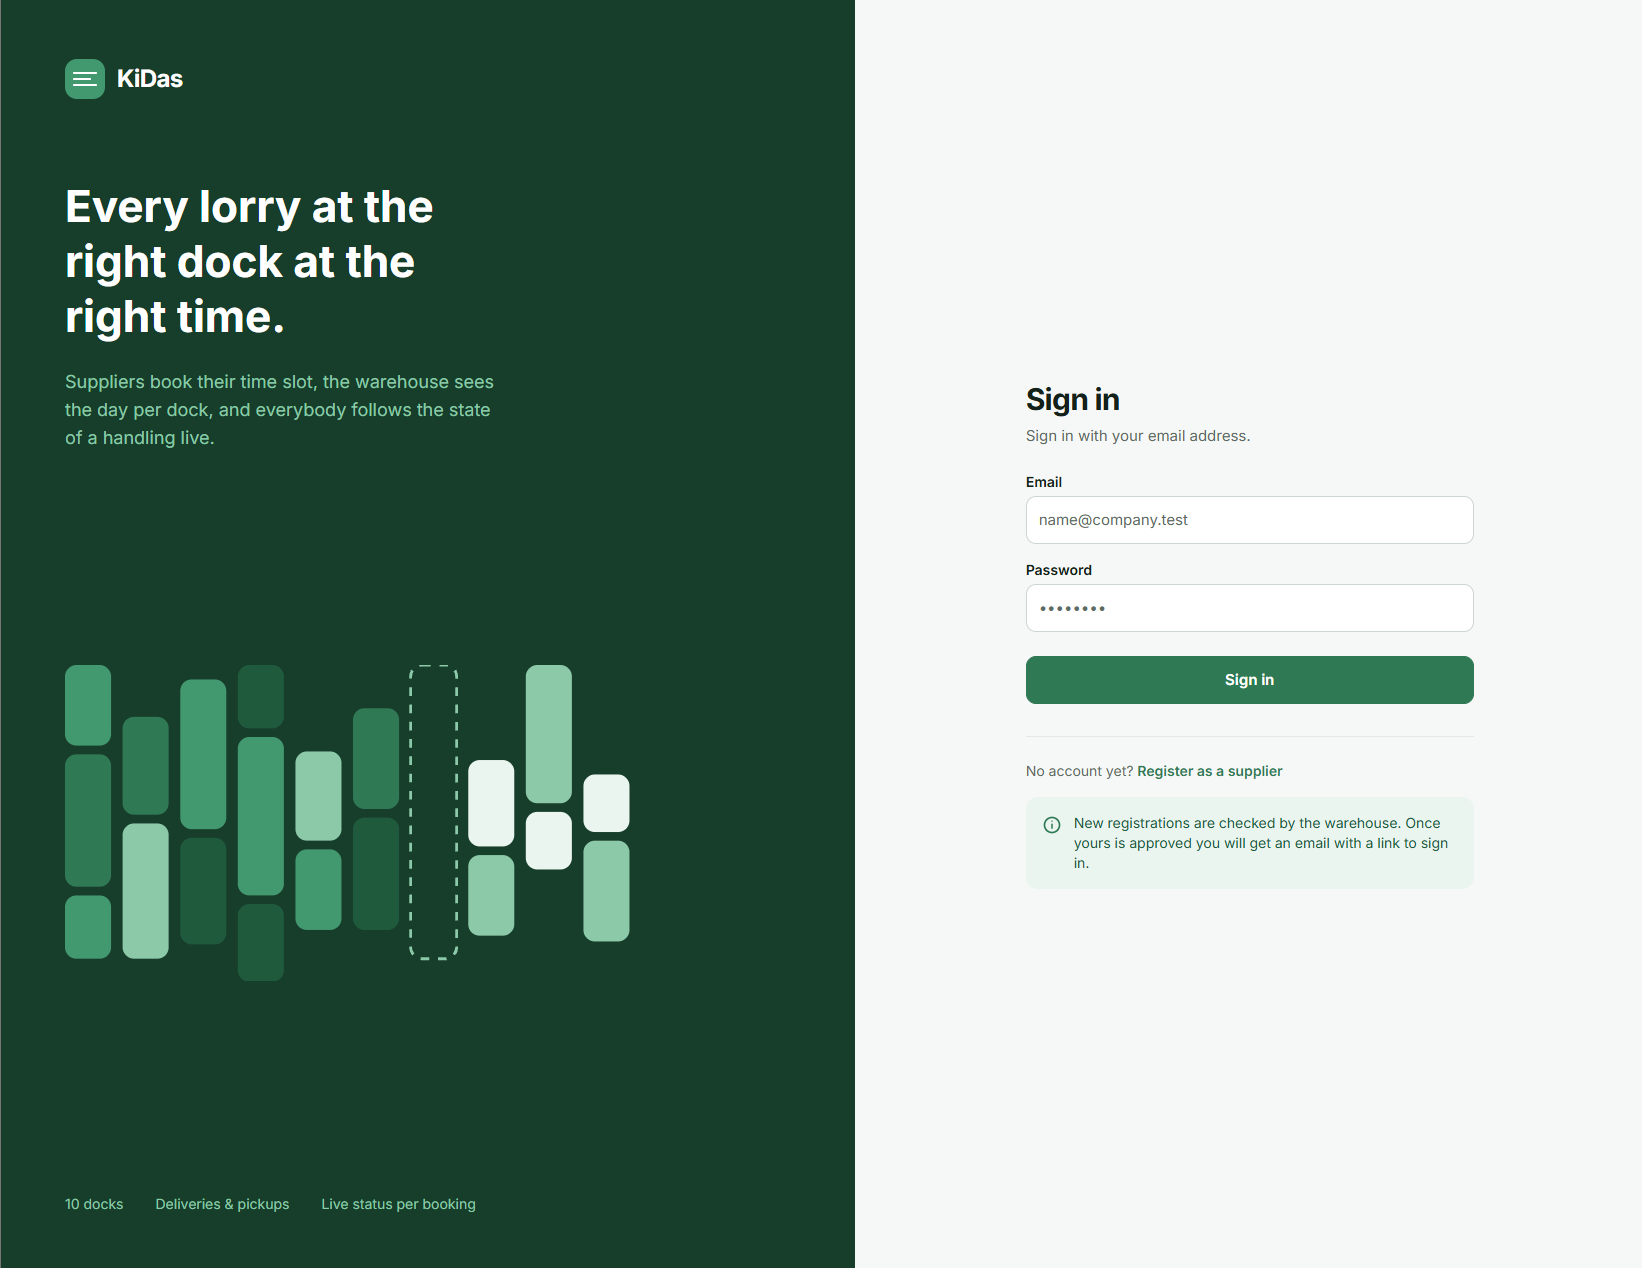 KiDas
Every lorry at the
right dock at the
right time.
Suppliers book their time slot, the warehouse sees
the day per dock, and everybody follows the state
of a handling live.
10 docks
Deliveries & pickups
Live status per booking
Sign in
Sign in with your email address.
Email
name@company.test
Password
••••••••
Sign in
No account yet? Register as a supplier
New registrations are checked by the warehouse. Once
yours is approved you will get an email with a link to sign
in.